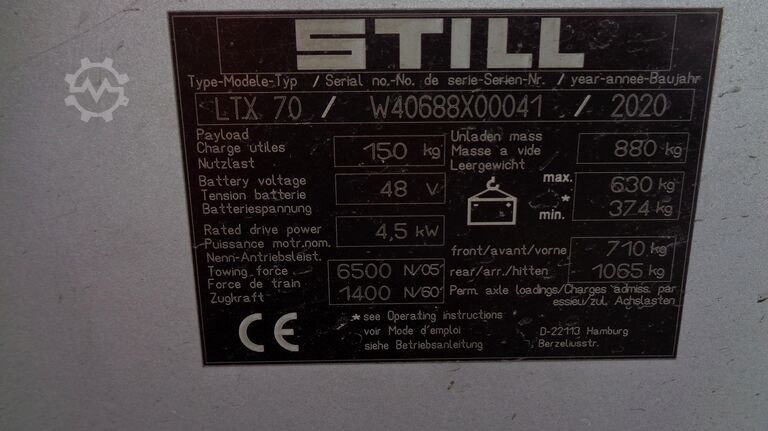 STILL
Type-Modele-Typ / Serial no.-No. de serie-Serien-Nr. / year-annee-Baujahr
LTX 70 / W40688X00041 / 2020
Payload
Charge utiles
Nutzlast
150 kg
Unladen mass
Masse a vide
Leergewicht
880 kg
Battery voltage
Tension batterie
Batteriespannung
48 V
max. 630 kg
*
min. 374 kg
Rated drive power
Puissance motr.nom.
Nenn-Antriebsleist.
4,5 kW
front/avant/vorne 710 kg
rear/arr./hitten 1065 kg
Towing force
Force de train
Zugkraft
6500 N/05'
1400 N/60'
Perm. axle loadings/Charges admiss. par
essieu/zul. Achslasten
CE
* see Operating instructions
voir Mode d'emploi
siehe Betriebsanleitung
D-22113 Hamburg
Berzeliusstr.